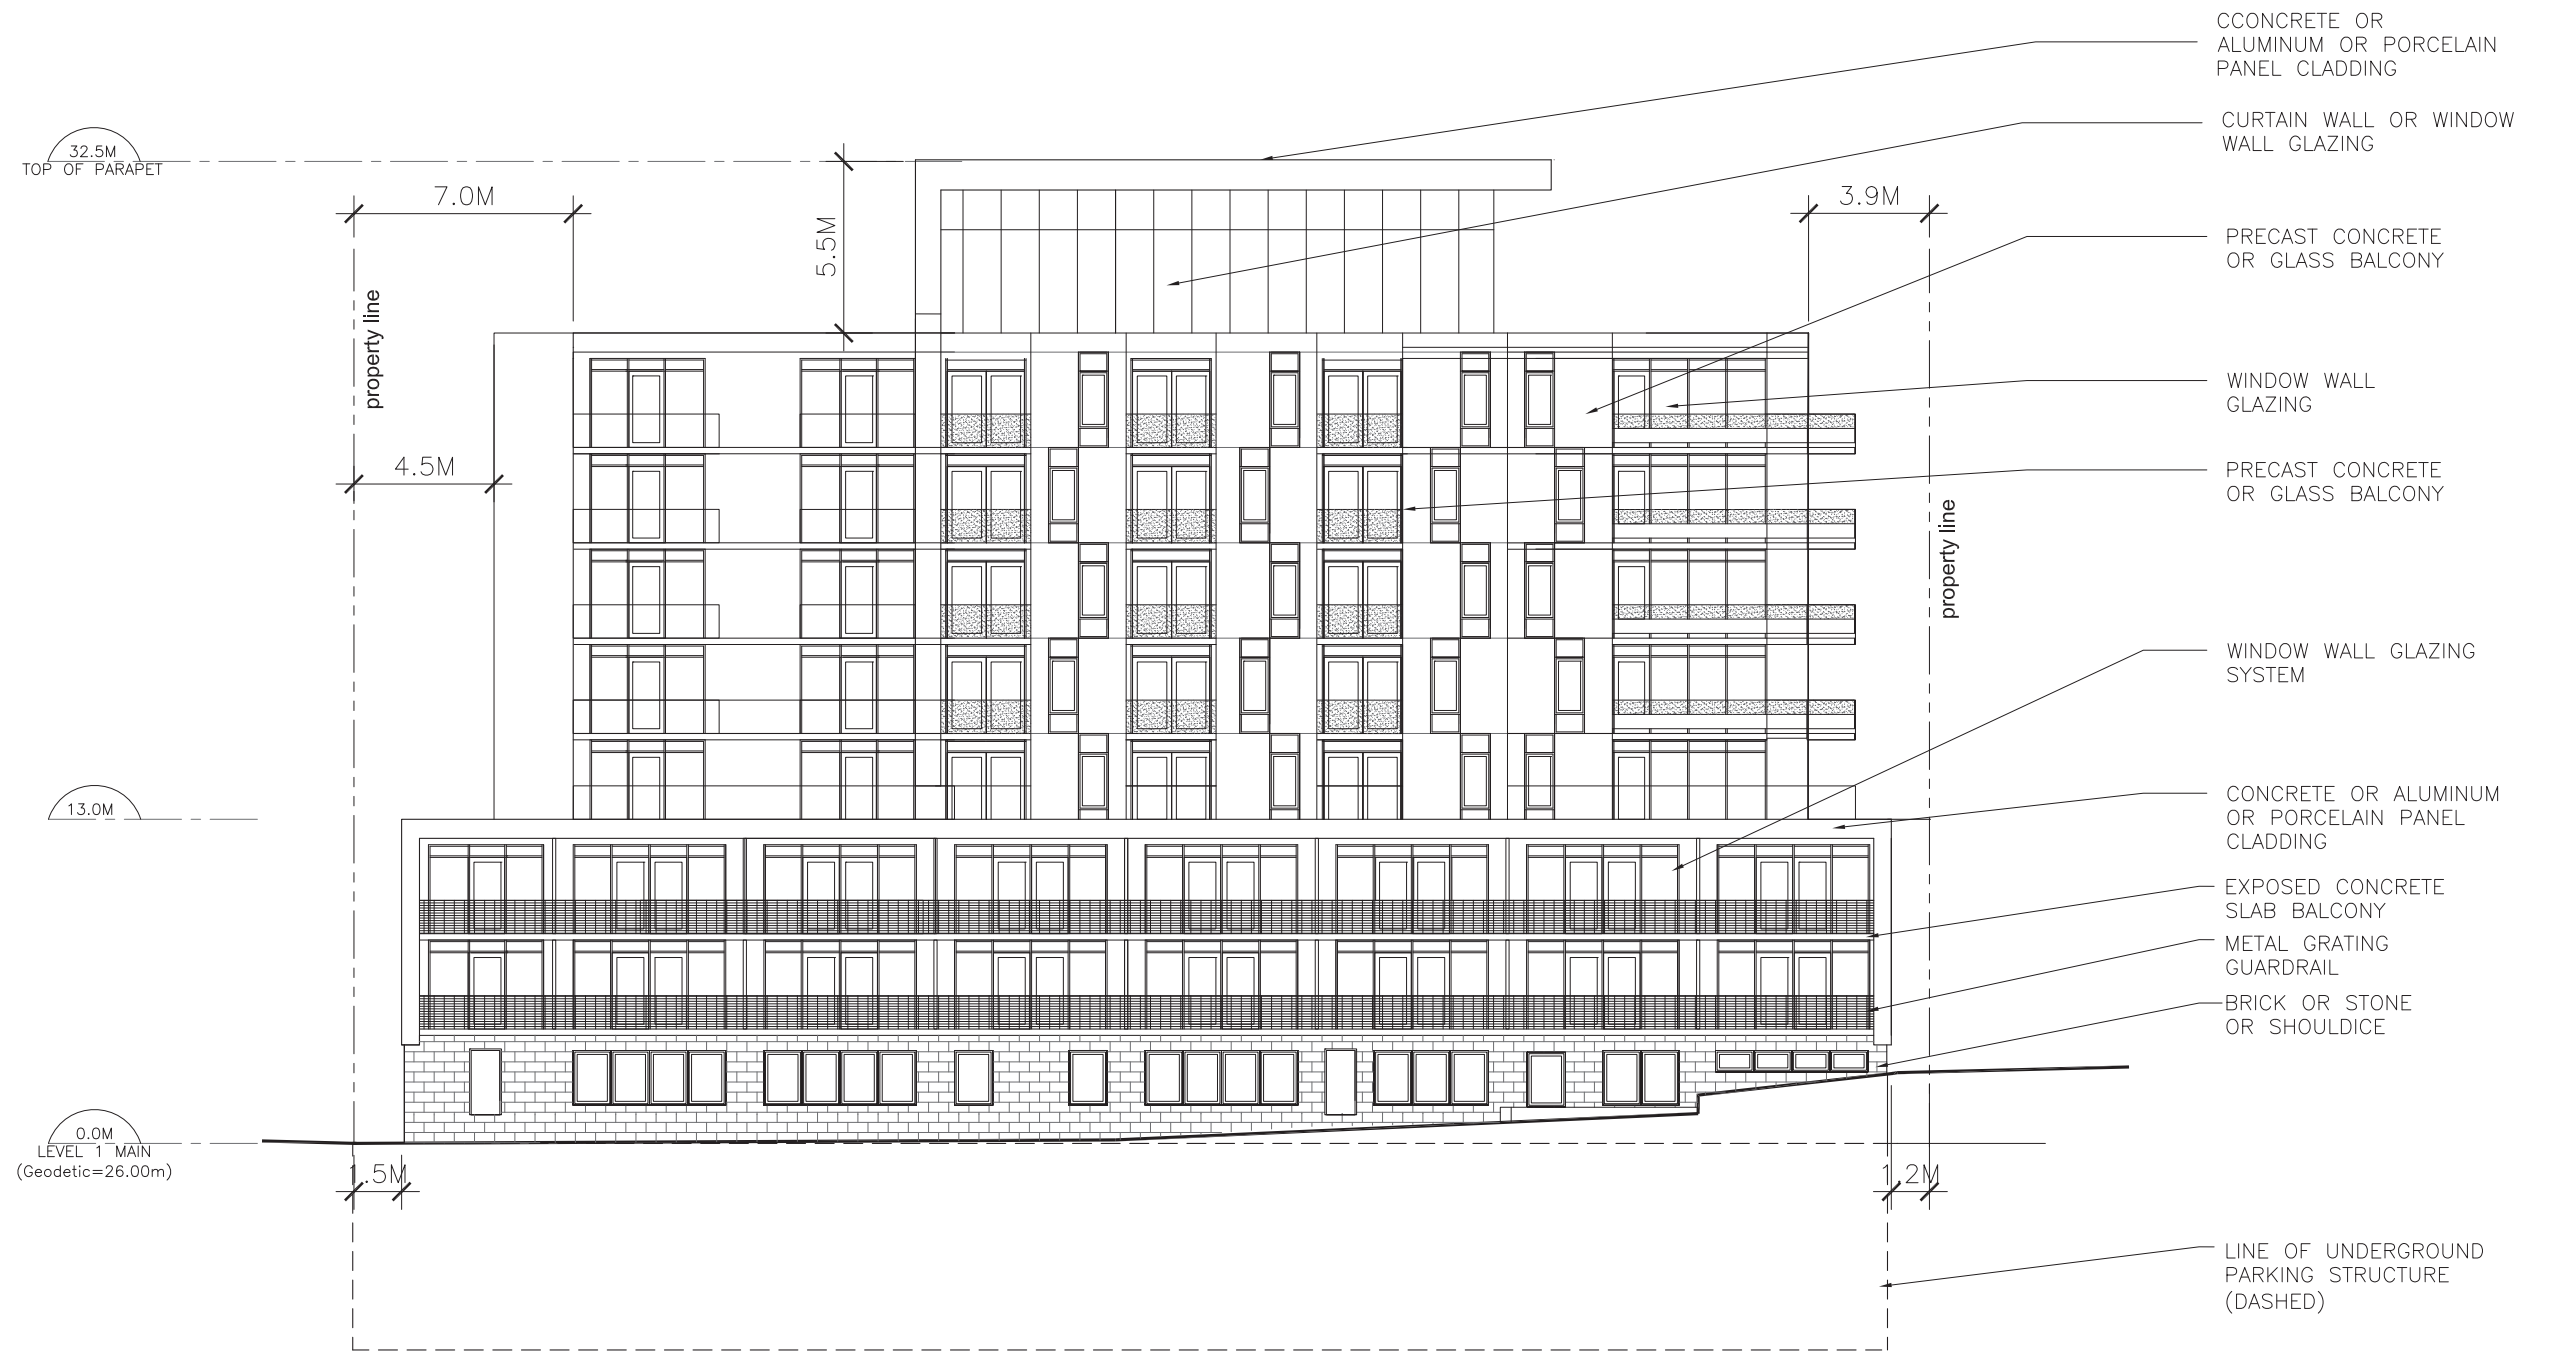 CCONCRETE OR
ALUMINUM OR PORCELAIN
PANEL CLADDING
CURTAIN WALL OR WINDOW
WALL GLAZING
32.5M
TOP OF PARAPET
7.0M
3.9M
5.5M
PRECAST CONCRETE
OR GLASS BALCONY
property line
WINDOW WALL
GLAZING
4.5M
PRECAST CONCRETE
OR GLASS BALCONY
property line
WINDOW WALL GLAZING
SYSTEM
13.0M
CONCRETE OR ALUMINUM
OR PORCELAIN PANEL
CLADDING
EXPOSED CONCRETE
SLAB BALCONY
METAL GRATING
GUARDRAIL
BRICK OR STONE
OR SHOULDICE
0.0M
LEVEL 1 MAIN
(Geodetic=26.00m)
1.5M
1.2M
LINE OF UNDERGROUND
PARKING STRUCTURE
(DASHED)